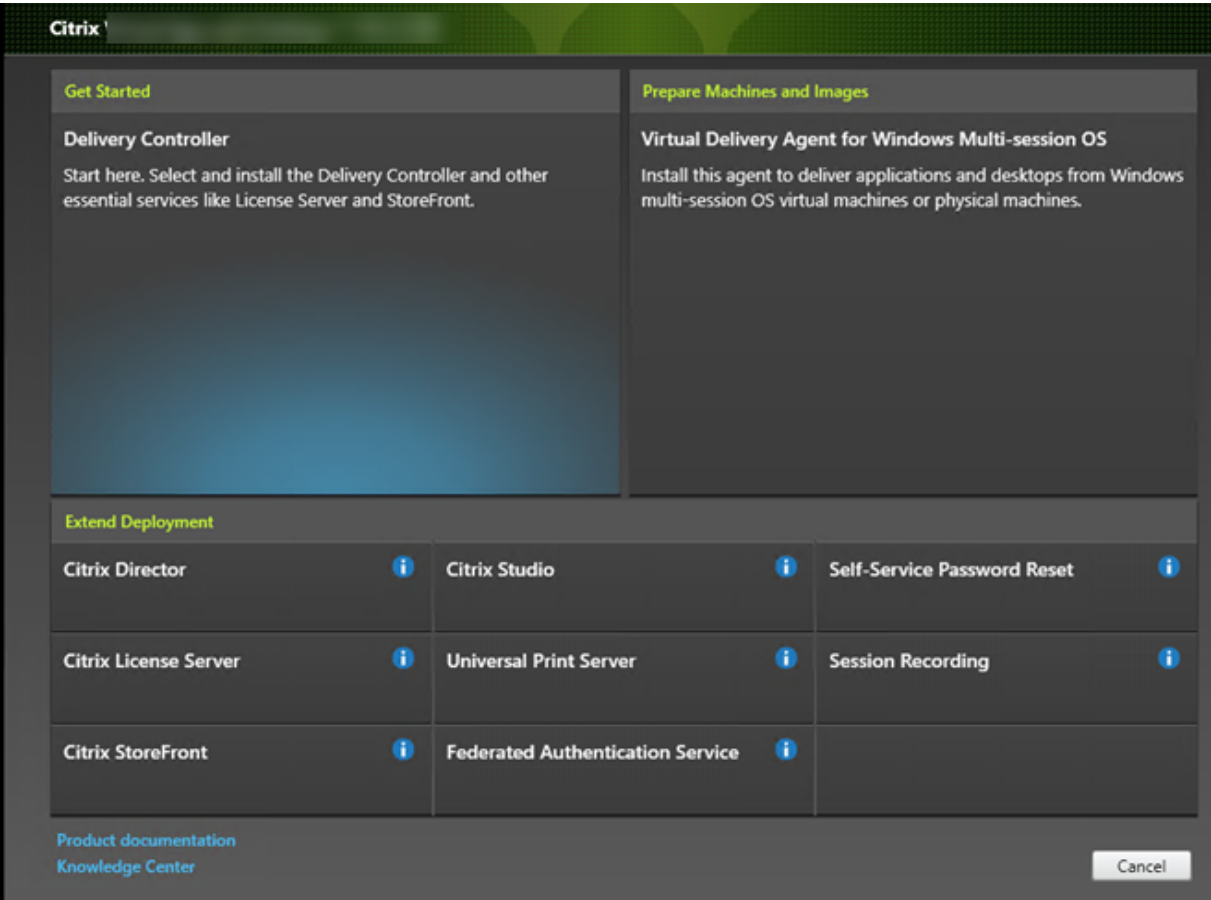 Citrix
Get Started
Delivery Controller
Start here. Select and install the Delivery Controller and other
essential services like License Server and StoreFront.
Prepare Machines and Images
Virtual Delivery Agent for Windows Multi-session OS
Install this agent to deliver applications and desktops from Windows
multi-session OS virtual machines or physical machines.
Extend Deployment
Citrix Director
Citrix Studio
Self-Service Password Reset
Citrix License Server
Universal Print Server
Session Recording
Citrix StoreFront
Federated Authentication Service
Product documentation
Knowledge Center
Cancel